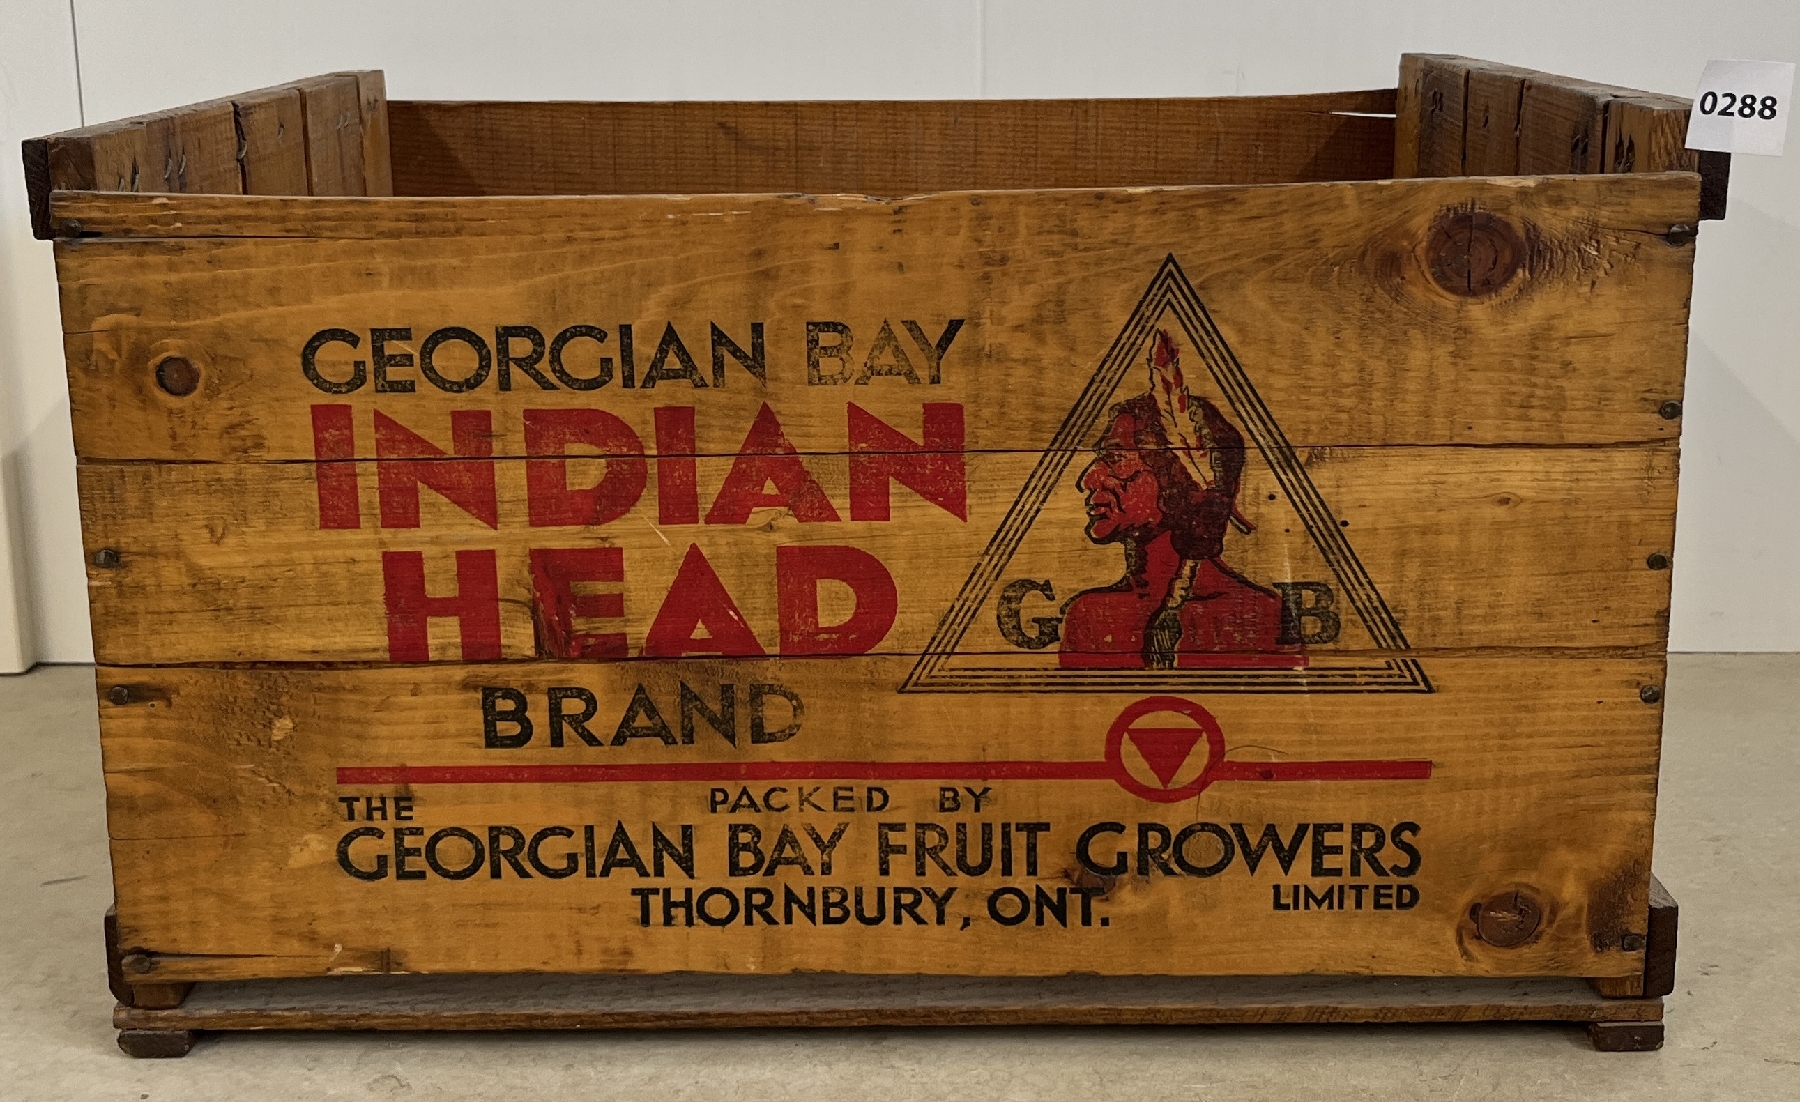 0288
GEORGIAN BAY
INDIAN
HEAD
BRAND
G B
PACKED BY
THE
GEORGIAN BAY FRUIT GROWERS
LIMITED
THORNBURY, ONT.